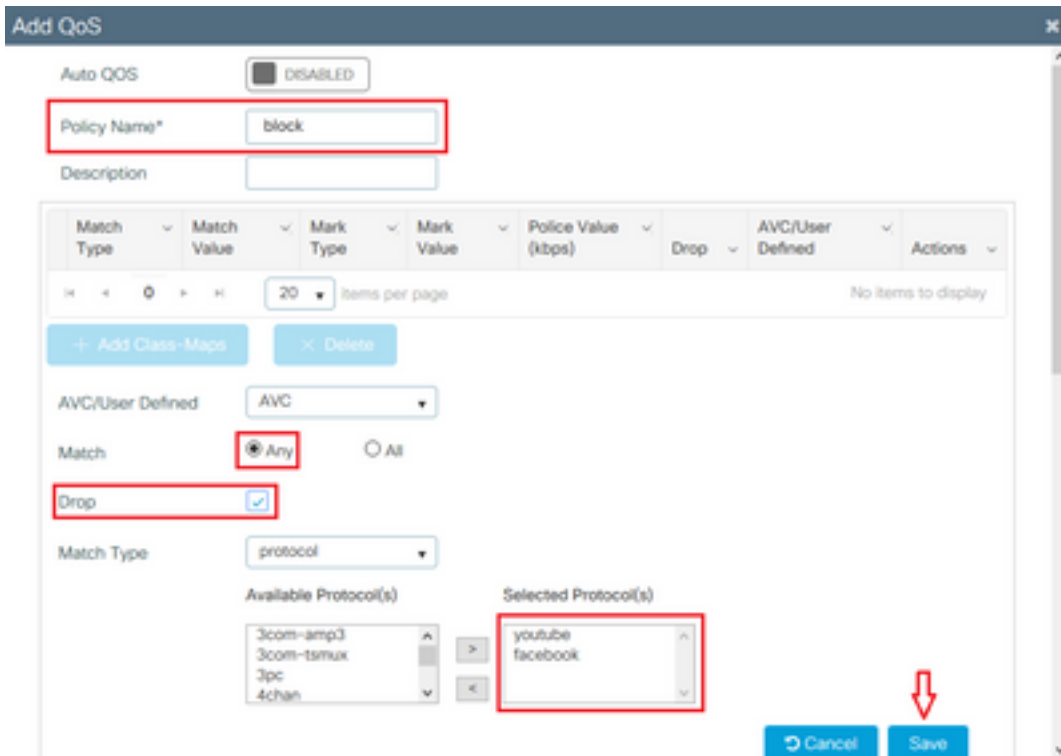 Add QoS
Auto QOS DISABLED
Policy Name* block
Description
Match Type Match Value Mark Type Mark Value Police Value (kbps) Drop AVC/User Defined Actions
0 20 items per page No items to display
+ Add Class-Maps × Delete
AVC/User Defined AVC
Match Any All
Drop
Match Type protocol
Available Protocol(s) Selected Protocol(s)
3com-amp3 youtube
3com-tsmux facebook
3pc
4chan
Cancel Save